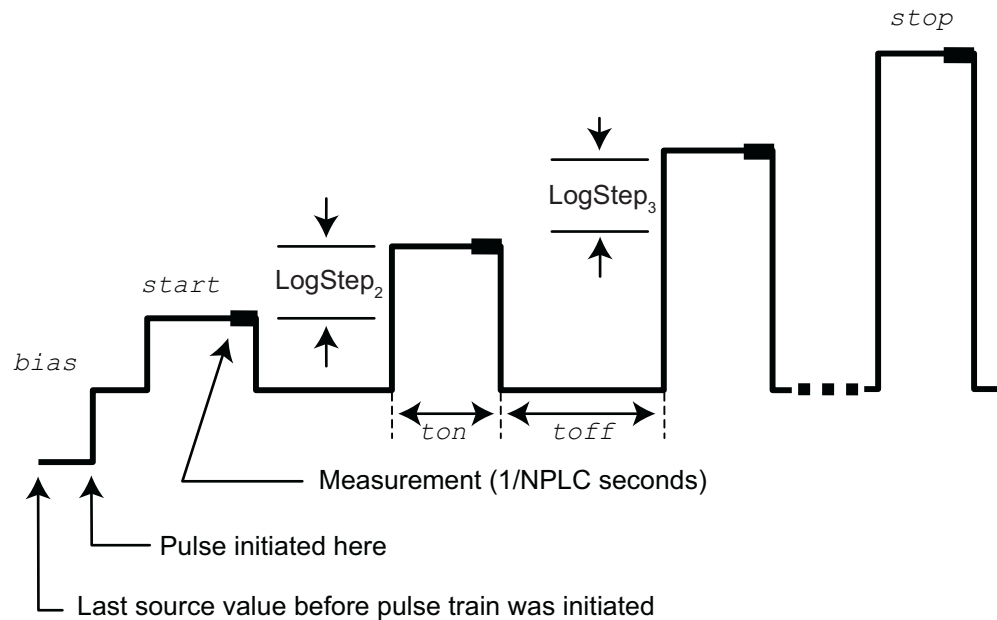 stop
LogStep3
LogStep2
start
bias
ton
toff
Measurement (1/NPLC seconds)
Pulse initiated here
Last source value before pulse train was initiated